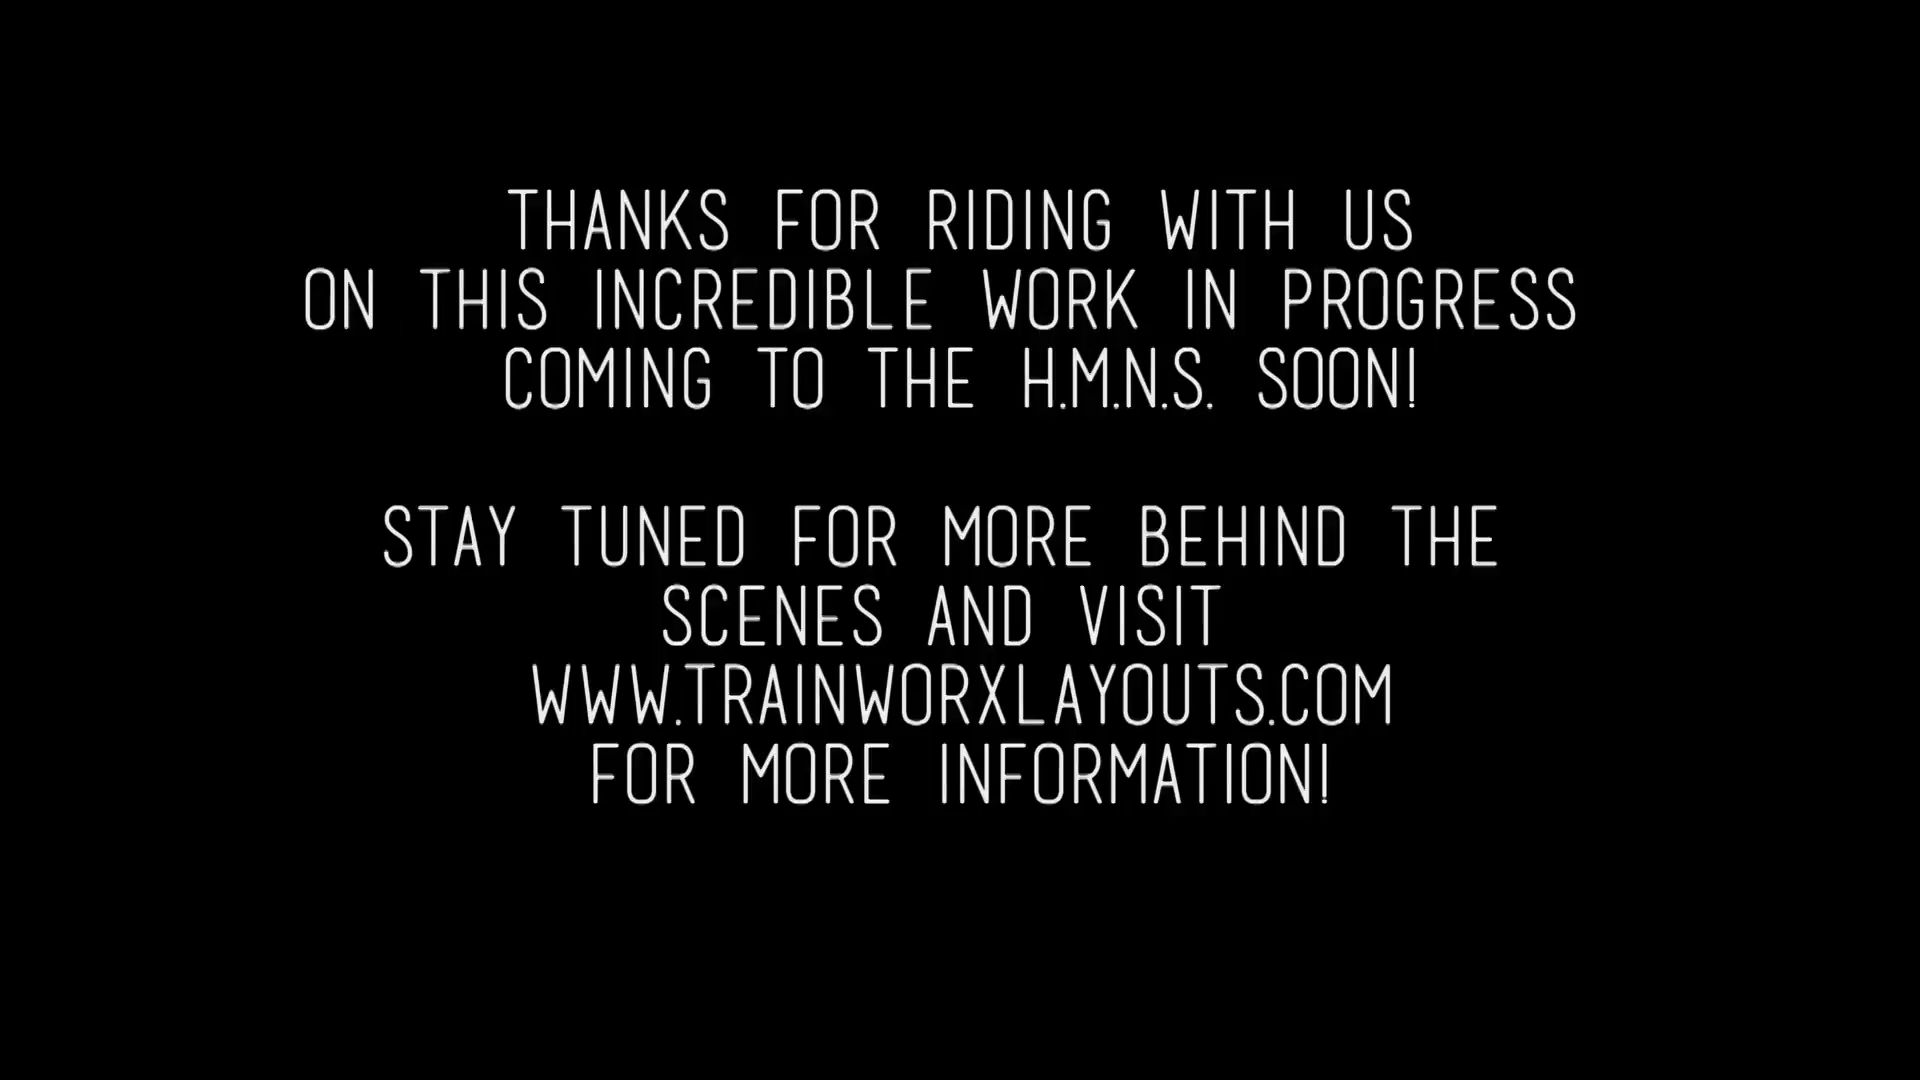 THANKS FOR RIDING WITH US
ON THIS INCREDIBLE WORK IN PROGRESS
COMING TO THE H.M.N.S. SOON!
STAY TUNED FOR MORE BEHIND THE
SCENES AND VISIT
WWW.TRAINWORXLAYOUTS.COM
FOR MORE INFORMATION!